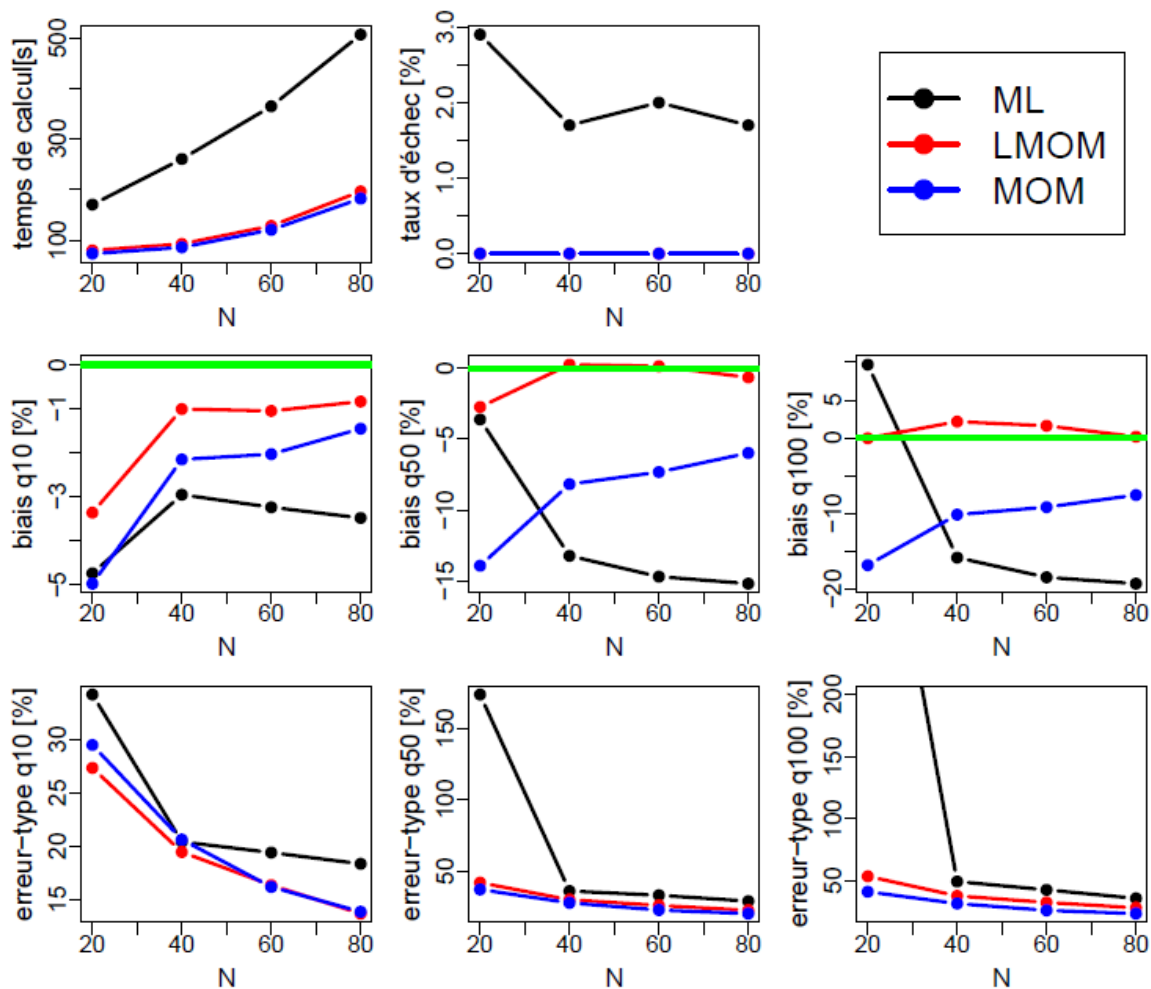 temps de calcul[s]
500
300
100
20 40 60 80
N
taux d'échec [%]
3.0
2.0
1.0
0.0
20 40 60 80
N
ML
LMOM
MOM
biais q10 [%]
0
-1
-3
-5
20 40 60 80
N
biais q50 [%]
0
-5
-10
-15
20 40 60 80
N
biais q100 [%]
5
0
-10
-20
20 40 60 80
N
erreur-type q10 [%]
30
25
20
15
20 40 60 80
N
erreur-type q50 [%]
150
100
50
20 40 60 80
N
erreur-type q100 [%]
200
150
100
50
20 40 60 80
N